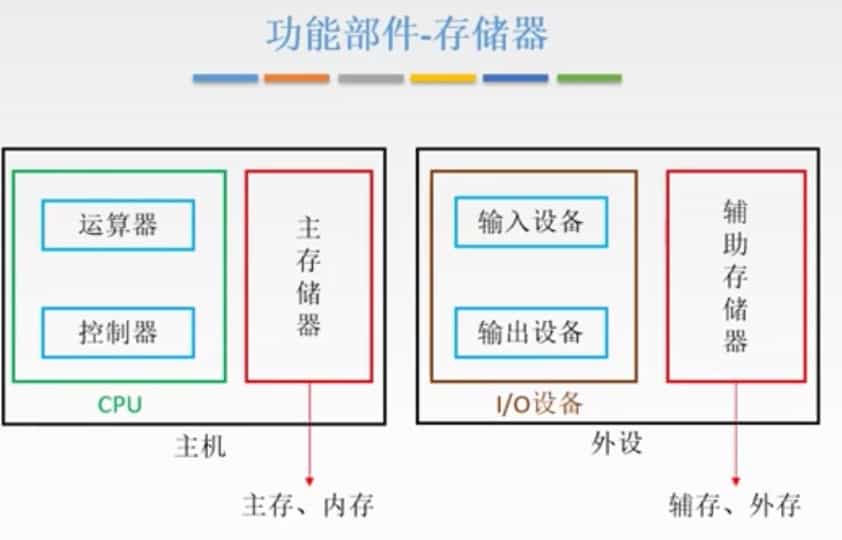 功能部件-存储器
运算器
控制器
CPU
主存储器
主机
主存、内存
输入设备
输出设备
I/O设备
辅助存储器
外设
辅存、外存